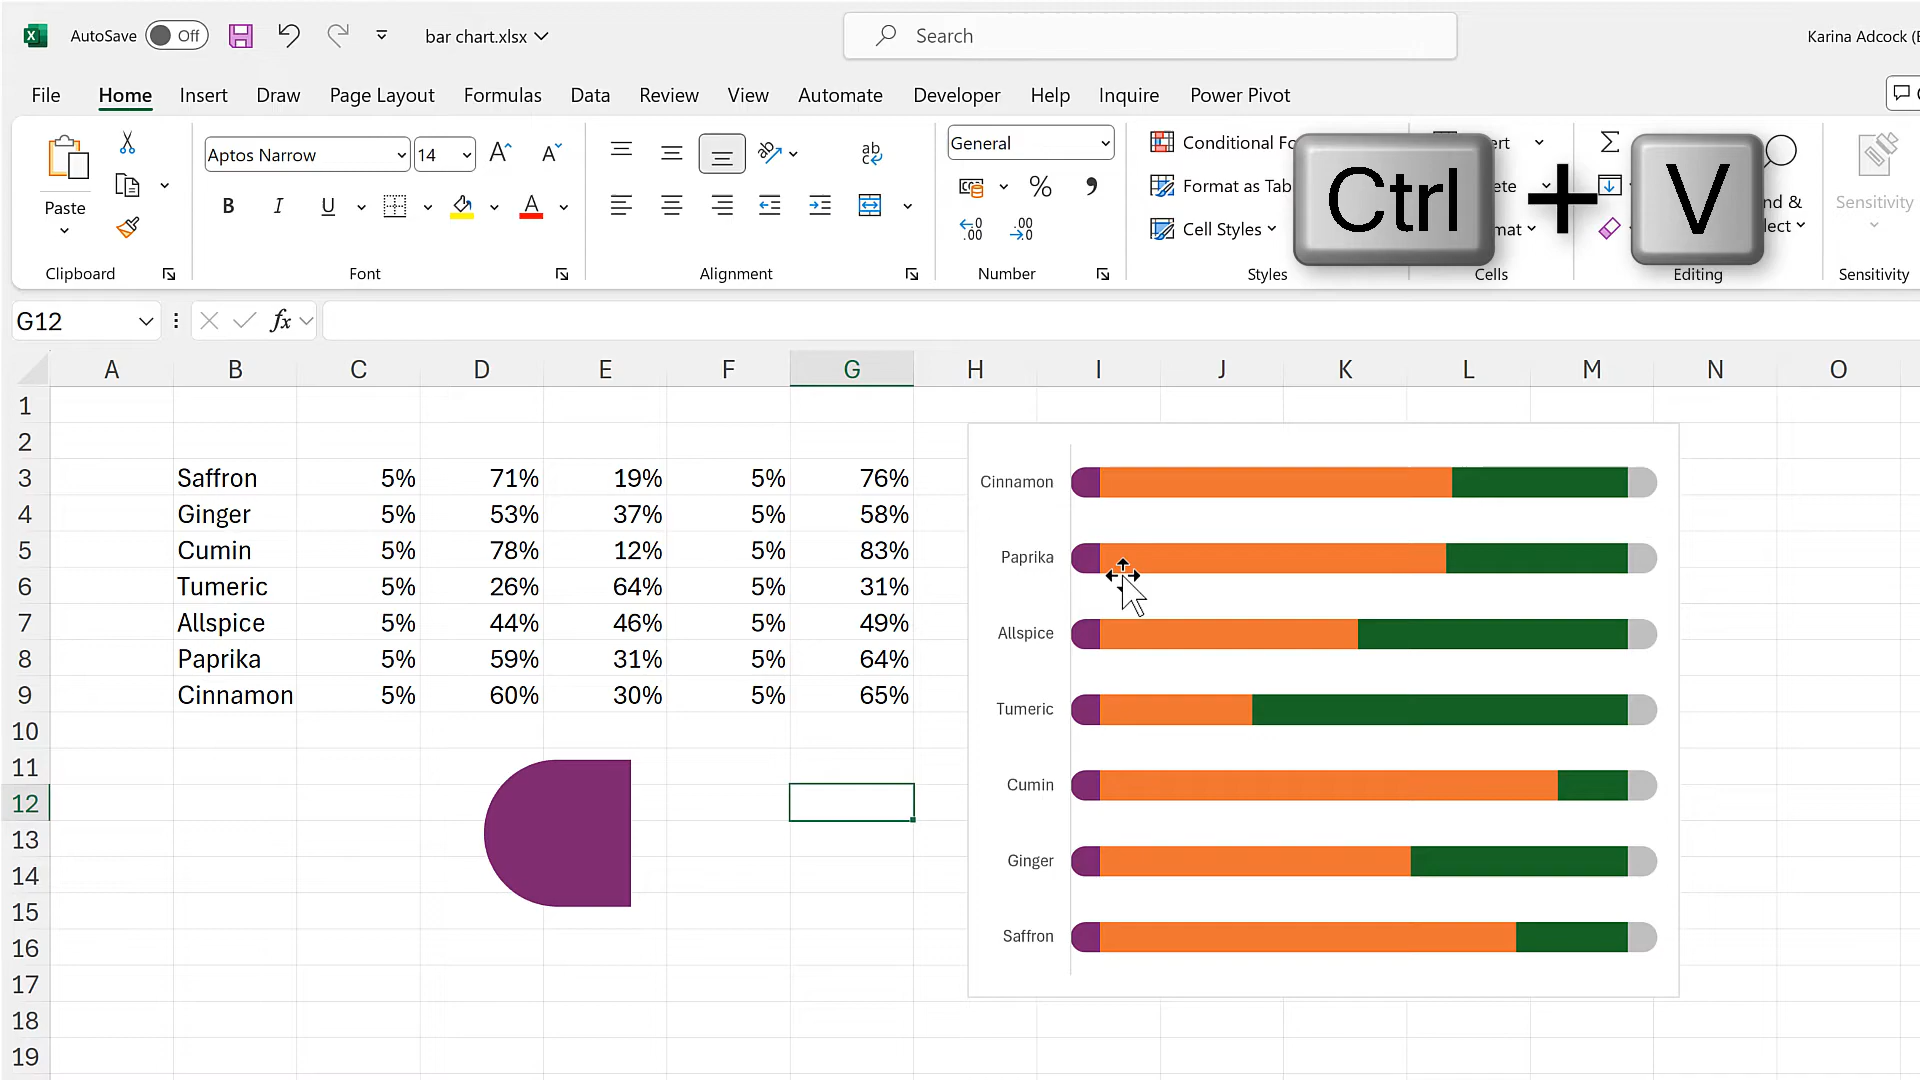 AutoSave Off bar chart.xlsx Search Karina Adcock (
File Home Insert Draw Page Layout Formulas Data Review View Automate Developer Help Inquire Power Pivot
Aptos Narrow 14 General Conditional Fo
Ctrl + V
Format as Tab
Cell Styles
Paste B I U A ab % Sensitivity
Clipboard Font Alignment Number Styles Cells Editing Sensitivity
G12 fx
A B C D E F G H I J K L M N O
1
2
3 Saffron 5% 71% 19% 5% 76%
4 Ginger 5% 53% 37% 5% 58%
5 Cumin 5% 78% 12% 5% 83%
6 Tumeric 5% 26% 64% 5% 31%
7 Allspice 5% 44% 46% 5% 49%
8 Paprika 5% 59% 31% 5% 64%
9 Cinnamon 5% 60% 30% 5% 65%
10
11
12
13
14
15
16
17
18
19
Cinnamon
Paprika
Allspice
Tumeric
Cumin
Ginger
Saffron